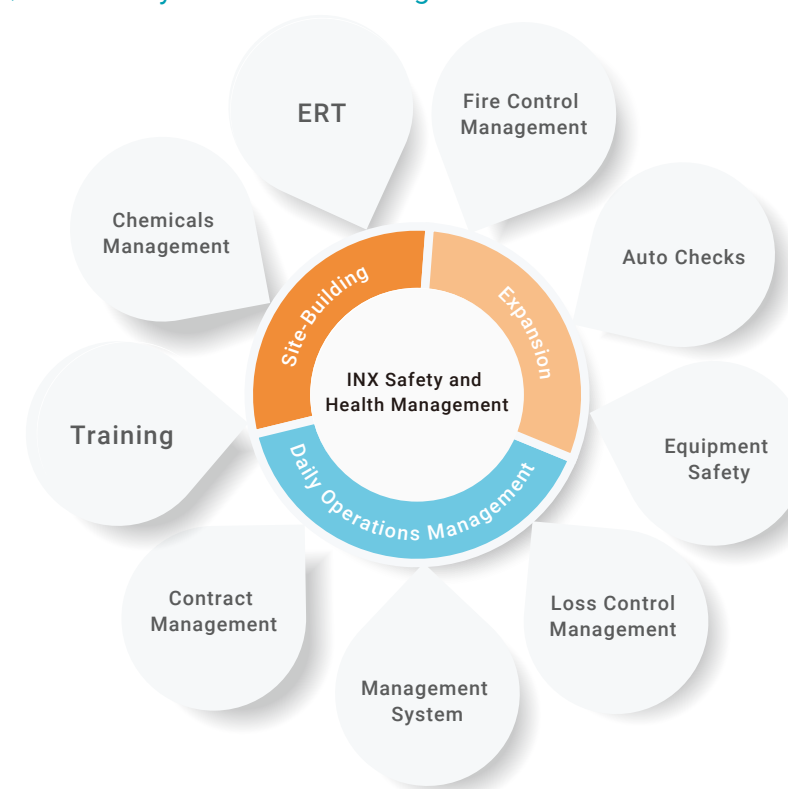 ERT
Fire Control
Management
Chemicals
Management
Auto Checks
Site-Building
Expansion
INX Safety and
Health Management
Training
Equipment
Safety
Daily Operations Management
Contract
Management
Loss Control
Management
Management
System